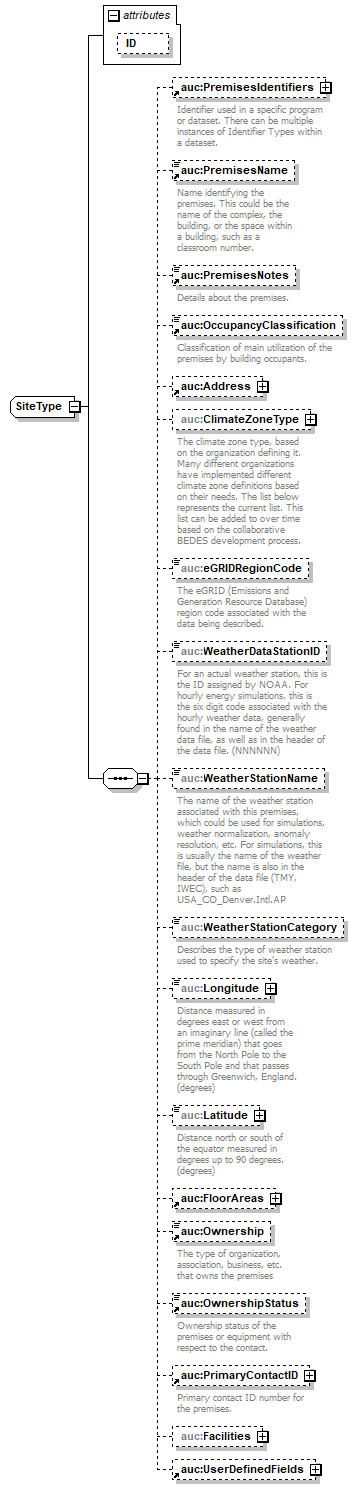 attributes
ID
auc:PremisesIdentifiers
Identifier used in a specific program
or dataset. There can be multiple
instances of Identifier Types within
a dataset.
auc:PremisesName
Name identifying the
premises. This could be the
name of the complex, the
building, or the space within
a building, such as a
classroom number.
auc:PremisesNotes
Details about the premises.
auc:OccupancyClassification
Classification of main utilization of the
premises by building occupants.
SiteType
auc:Address
auc:ClimateZoneType
The climate zone type, based
on the organization defining it.
Many different organizations
have implemented different
climate zone definitions based
on their needs. The list below
represents the current list. This
list can be added to over time
based on the collaborative
BEDES development process.
auc:eGRIDRegionCode
The eGRID (Emissions and
Generation Resource Database)
region code associated with the
data being described.
auc:WeatherDataStationID
For an actual weather station, this is
the ID assigned by NOAA. For
hourly energy simulations, this is
the six digit code associated with the
hourly weather data, generally
found in the name of the weather
data file, as well as in the header of
the data file. (NNNNNN)
auc:WeatherStationName
The name of the weather station
associated with this premises,
which could be used for simulations,
weather normalization, anomaly
resolution, etc. For simulations, this
is usually the name of the weather
file, but the name is also in the
header of the data file (TMY,
IWEC), such as
USA_CO_Denver.Intl.AP
auc:WeatherStationCategory
Describes the type of weather station
used to specify the site's weather.
auc:Longitude
Distance measured in
degrees east or west from
an imaginary line (called the
prime meridian) that goes
from the North Pole to the
South Pole and that passes
through Greenwich, England.
(degrees)
auc:Latitude
Distance north or south of
the equator measured in
degrees up to 90 degrees.
(degrees)
auc:FloorAreas
auc:Ownership
The type of organization,
association, business, etc.
that owns the premises
auc:OwnershipStatus
Ownership status of the
premises or equipment with
respect to the contact.
auc:PrimaryContactID
Primary contact ID number for
the premises.
auc:Facilities
auc:UserDefinedFields